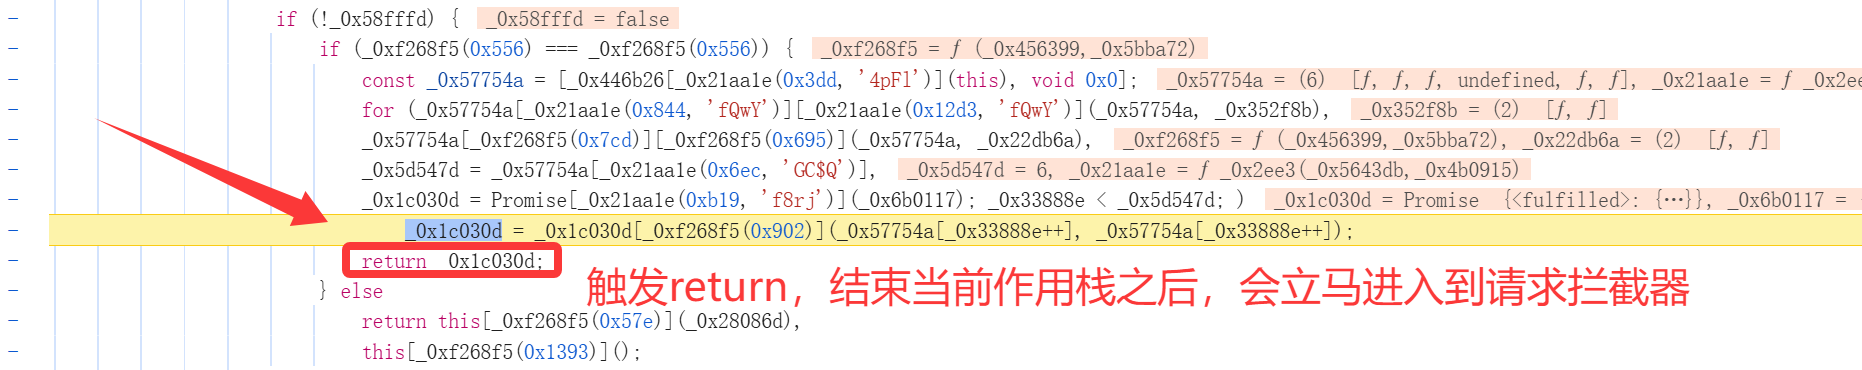 if (!_0x58fffd) { _0x58fffd = false
if (_0xf268f5(0x556) === _0xf268f5(0x556)) { _0xf268f5 = ƒ (_0x456399,_0x5bba72)
const _0x57754a = [_0x446b26[_0x21aa1e(0x3dd, '4pFl')](this), void 0x0]; _0x57754a = (6) [ƒ, ƒ, ƒ, undefined, ƒ, ƒ], _0x21aa1e = ƒ _0x2ee
for (_0x57754a[_0x21aa1e(0x844, 'fQwY')][_0x21aa1e(0x12d3, 'fQwY')](_0x57754a, _0x352f8b), _0x352f8b = (2) [ƒ, ƒ]
_0x57754a[_0xf268f5(0x7cd)][_0xf268f5(0x695)](_0x57754a, _0x22db6a), _0xf268f5 = ƒ (_0x456399,_0x5bba72), _0x22db6a = (2) [ƒ, ƒ]
_0x5d547d = _0x57754a[_0x21aa1e(0x6ec, 'GC$Q')], _0x5d547d = 6, _0x21aa1e = ƒ _0x2ee3(_0x5643db,_0x4b0915)
_0x1c030d = Promise[_0x21aa1e(0xb19, 'f8rj')](_0x6b0117); _0x33888e < _0x5d547d; ) _0x1c030d = Promise {<fulfilled>: {…}}, _0x6b0117 =
_0x1c030d = _0x1c030d[_0xf268f5(0x902)](_0x57754a[_0x33888e++], _0x57754a[_0x33888e++]);
return _0x1c030d;
触发return，结束当前作用栈之后，会立马进入到请求拦截器
} else
return this[_0xf268f5(0x57e)](_0x28086d),
this[_0xf268f5(0x1393)]();